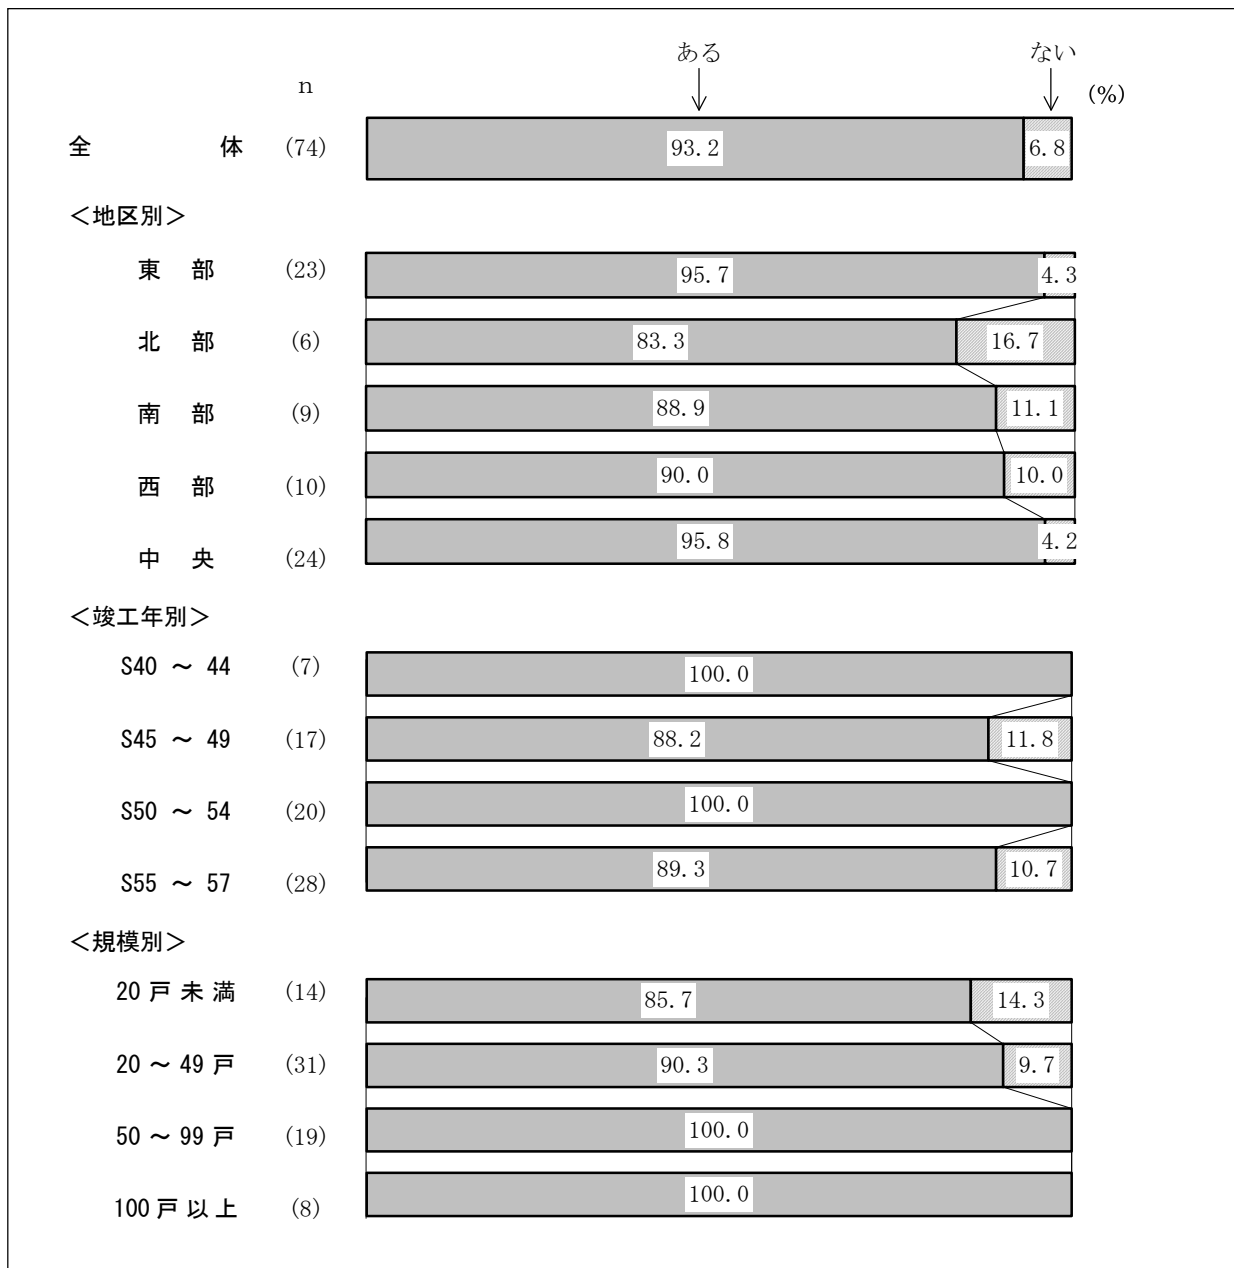 ある ない
n (%)
全体 (74) 93.2 6.8
＜地区別＞
東部 (23) 95.7 4.3
北部 (6) 83.3 16.7
南部 (9) 88.9 11.1
西部 (10) 90.0 10.0
中央 (24) 95.8 4.2
＜竣工年別＞
S40 ～ 44 (7) 100.0
S45 ～ 49 (17) 88.2 11.8
S50 ～ 54 (20) 100.0
S55 ～ 57 (28) 89.3 10.7
＜規模別＞
20戸未満 (14) 85.7 14.3
20～49戸 (31) 90.3 9.7
50～99戸 (19) 100.0
100戸以上 (8) 100.0